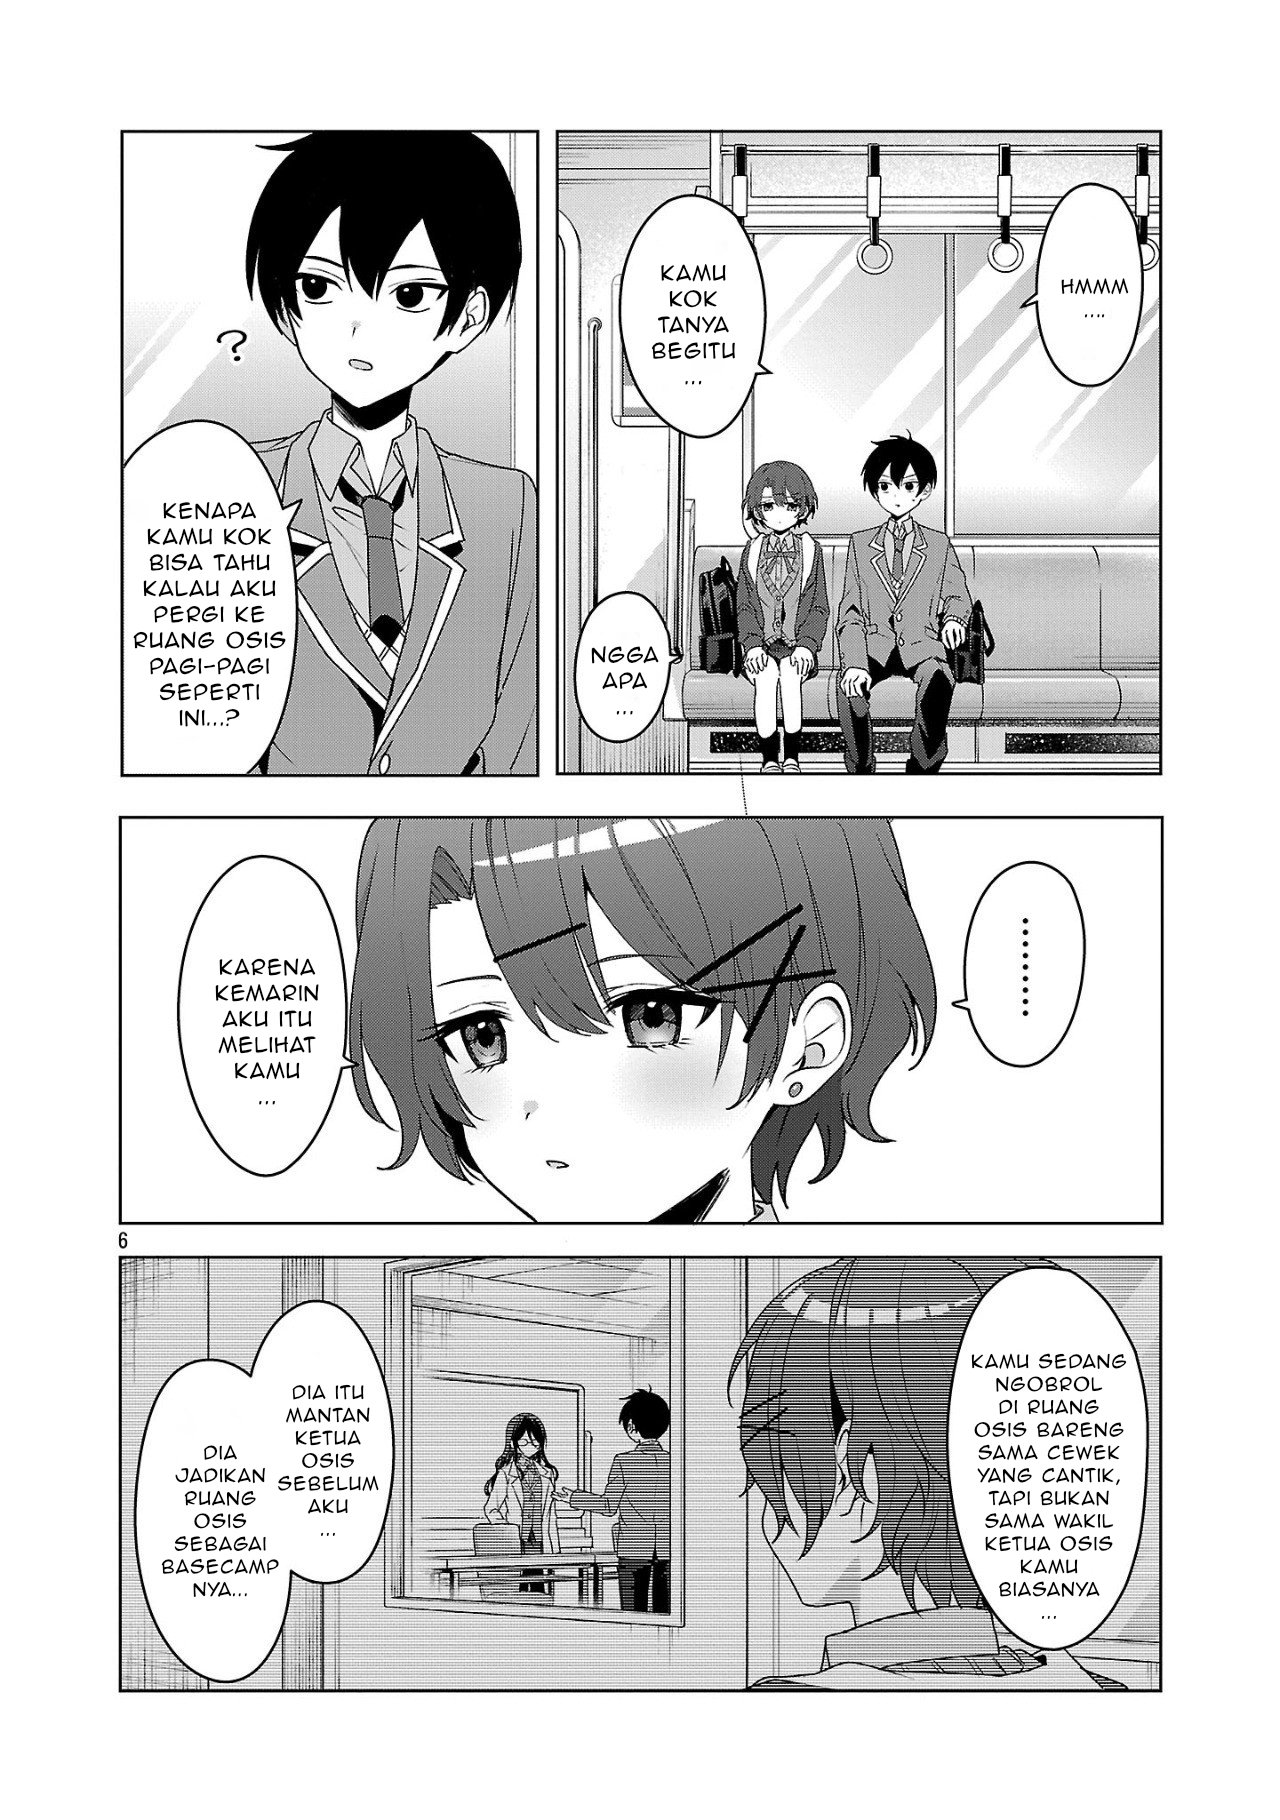 HMMM
....
KAMU
KOK
TANYA
BEGITU
...
NGGA
APA
...
?
KENAPA
KAMU KOK
BISA TAHU
KALAU AKU
PERGI KE
RUANG OSIS
PAGI-PAGI
SEPERTI
INI...?
.........
KARENA
KEMARIN
AKU ITU
MELIHAT
KAMU
...
6
KAMU SEDANG
NGOBROL
DI RUANG
OSIS BARENG
SAMA CEWEK
YANG CANTIK,
TAPI BUKAN
SAMA WAKIL
KETUA OSIS
KAMU
BIASANYA
...
DIA ITU
MANTAN
KETUA
OSIS
SEBELUM
AKU
...
DIA
JADIKAN
RUANG
OSIS
SEBAGAI
BASECAMP
NYA...